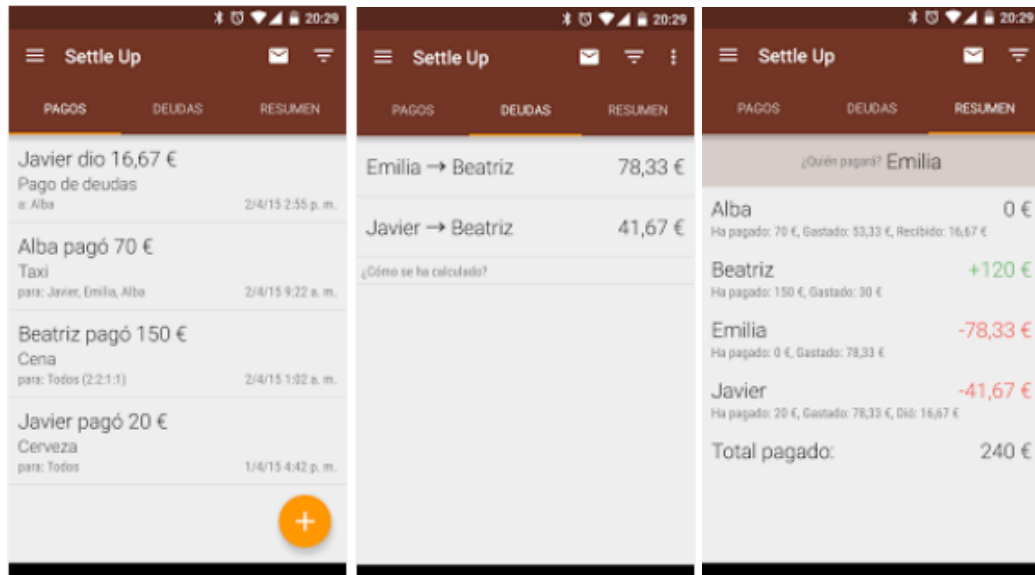 20:29
Settle Up
PAGOS DEUDAS RESUMEN
Javier dio 16,67 €
Pago de deudas
a: Alba 2/4/15 2:55 p. m.
Alba pagó 70 €
Taxi
para: Javier, Emilia, Alba 2/4/15 9:22 a. m.
Beatriz pagó 150 €
Cena
para: Todos (2:2:1:1) 2/4/15 1:02 a. m.
Javier pagó 20 €
Cerveza
para: Todos 1/4/15 4:42 p. m.
+
20:29
Settle Up
PAGOS DEUDAS RESUMEN
Emilia → Beatriz 78,33 €
Javier → Beatriz 41,67 €
¿Cómo se ha calculado?
20:29
Settle Up
PAGOS DEUDAS RESUMEN
¿Quién pagará? Emilia
Alba 0 €
Ha pagado: 70 €, Gastado: 53,33 €, Recibido: 16,67 €
Beatriz +120 €
Ha pagado: 150 €, Gastado: 30 €
Emilia -78,33 €
Ha pagado: 0 €, Gastado: 78,33 €
Javier -41,67 €
Ha pagado: 20 €, Gastado: 78,33 €, Dió: 16,67 €
Total pagado: 240 €